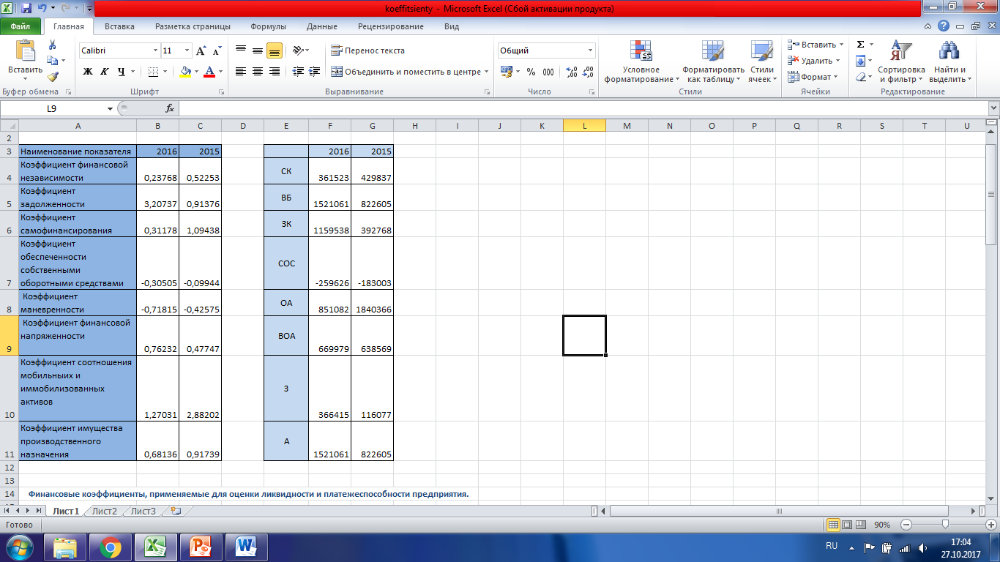 koeffitsienty - Microsoft Excel (Сбой активации продукта)
Файл Главная Вставка Разметка страницы Формулы Данные Рецензирование Вид
Calibri 11 Перенос текста Общий Вставить
Вставить Ж К Ч Объединить и поместить в центре % 000 Условное форматирование Форматировать как таблицу Стили ячеек Удалить Формат Сортировка и фильтр Найти и выделить
Буфер обмена Шрифт Выравнивание Число Стили Ячейки Редактирование
L9 fx
A B C D E F G H I J K L M N O P Q R S T U
2
3 Наименование показателя 2016 2015 2016 2015
Коэффициент финансовой
4 независимости 0,23768 0,52253 СК 361523 429837
Коэффициент
5 задолженности 3,20737 0,91376 ВБ 1521061 822605
Коэффициент
6 самофинансирования 0,31178 1,09438 ЗК 1159538 392768
Коэффициент
обеспеченности
собственными
7 оборотными средствами -0,30505 -0,09944 СОС -259626 -183003
Коэффициент
8 маневренности -0,71815 -0,42575 ОА 851082 1840366
Коэффициент финансовой
напряженности
9 0,76232 0,47747 ВОА 669979 638569
Коэффициент соотношения
мобильныих и
иммобилизованных
активов
10 1,27031 2,88202 З 366415 116077
Коэффициент имущества
производственного
11 назначения 0,68136 0,91739 А 1521061 822605
12
13
14 Финансовые коэффициенты, применяемые для оценки ликвидности и платежеспособности предприятия.
Лист1 Лист2 Лист3
Готово 90%
RU 17:04
27.10.2017